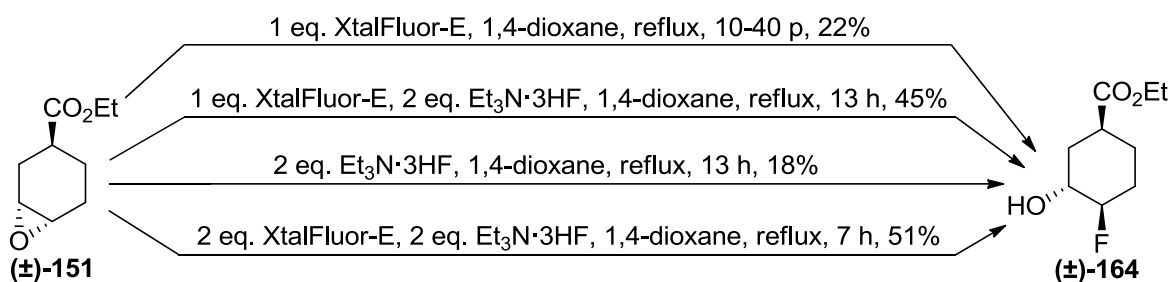 1 eq. XtalFluor-E, 1,4-dioxane, reflux, 10-40 p, 22%
1 eq. XtalFluor-E, 2 eq. Et₃N·3HF, 1,4-dioxane, reflux, 13 h, 45%
2 eq. Et₃N·3HF, 1,4-dioxane, reflux, 13 h, 18%
2 eq. XtalFluor-E, 2 eq. Et₃N·3HF, 1,4-dioxane, reflux, 7 h, 51%
CO₂Et
O
(±)-151
CO₂Et
HO
F
(±)-164